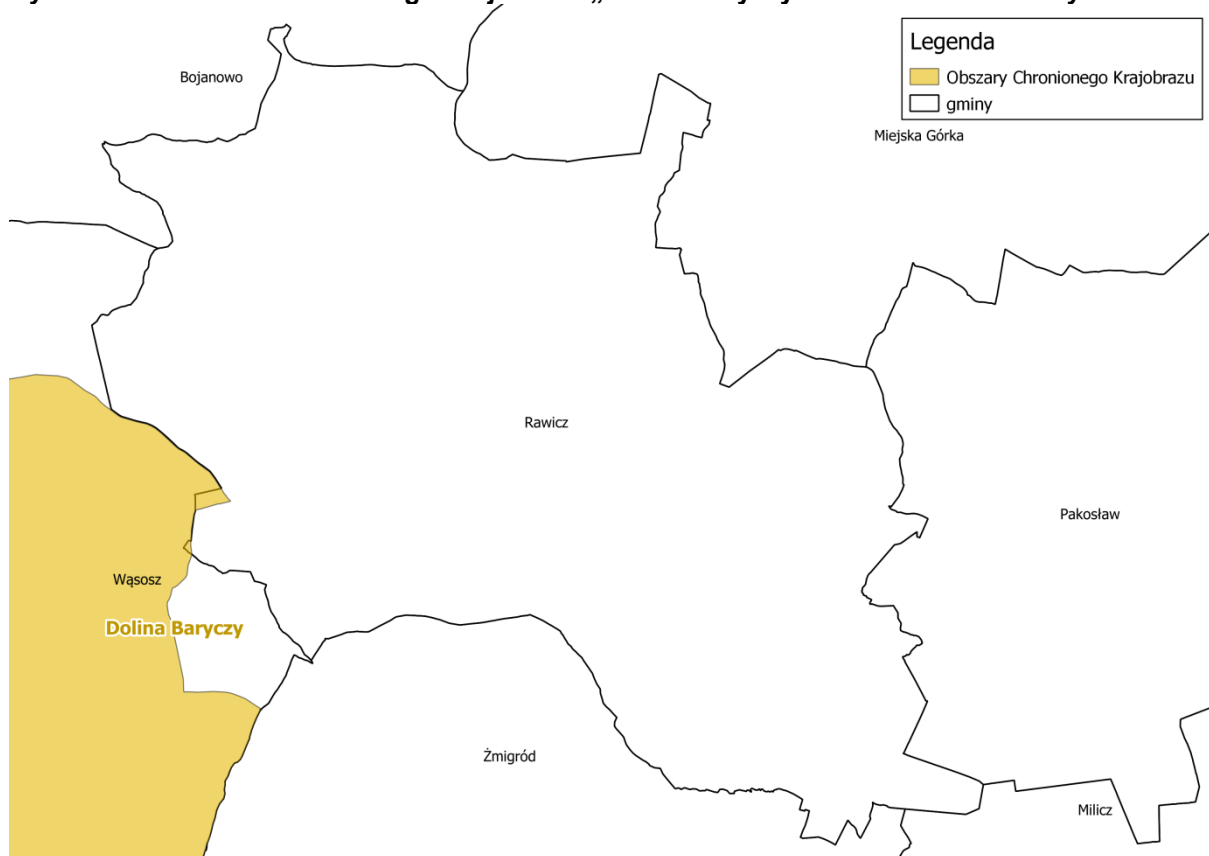 Bojanowo
Legenda
Obszary Chronionego Krajobrazu
gminy
Miejska Górka
Rawicz
Pakosław
Wąsosz
Dolina Baryczy
Żmigród
Milicz